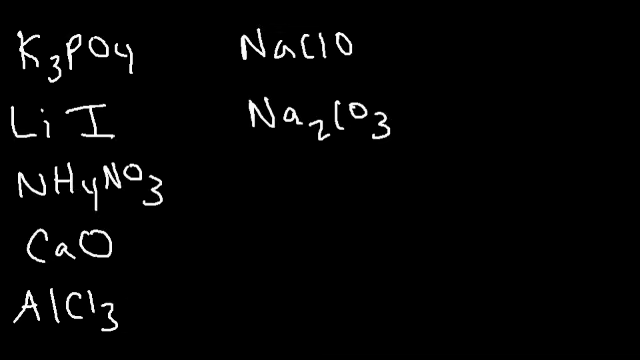 K3PO4
LiI
NH4NO3
CaO
AlCl3
NaClO
Na2CO3